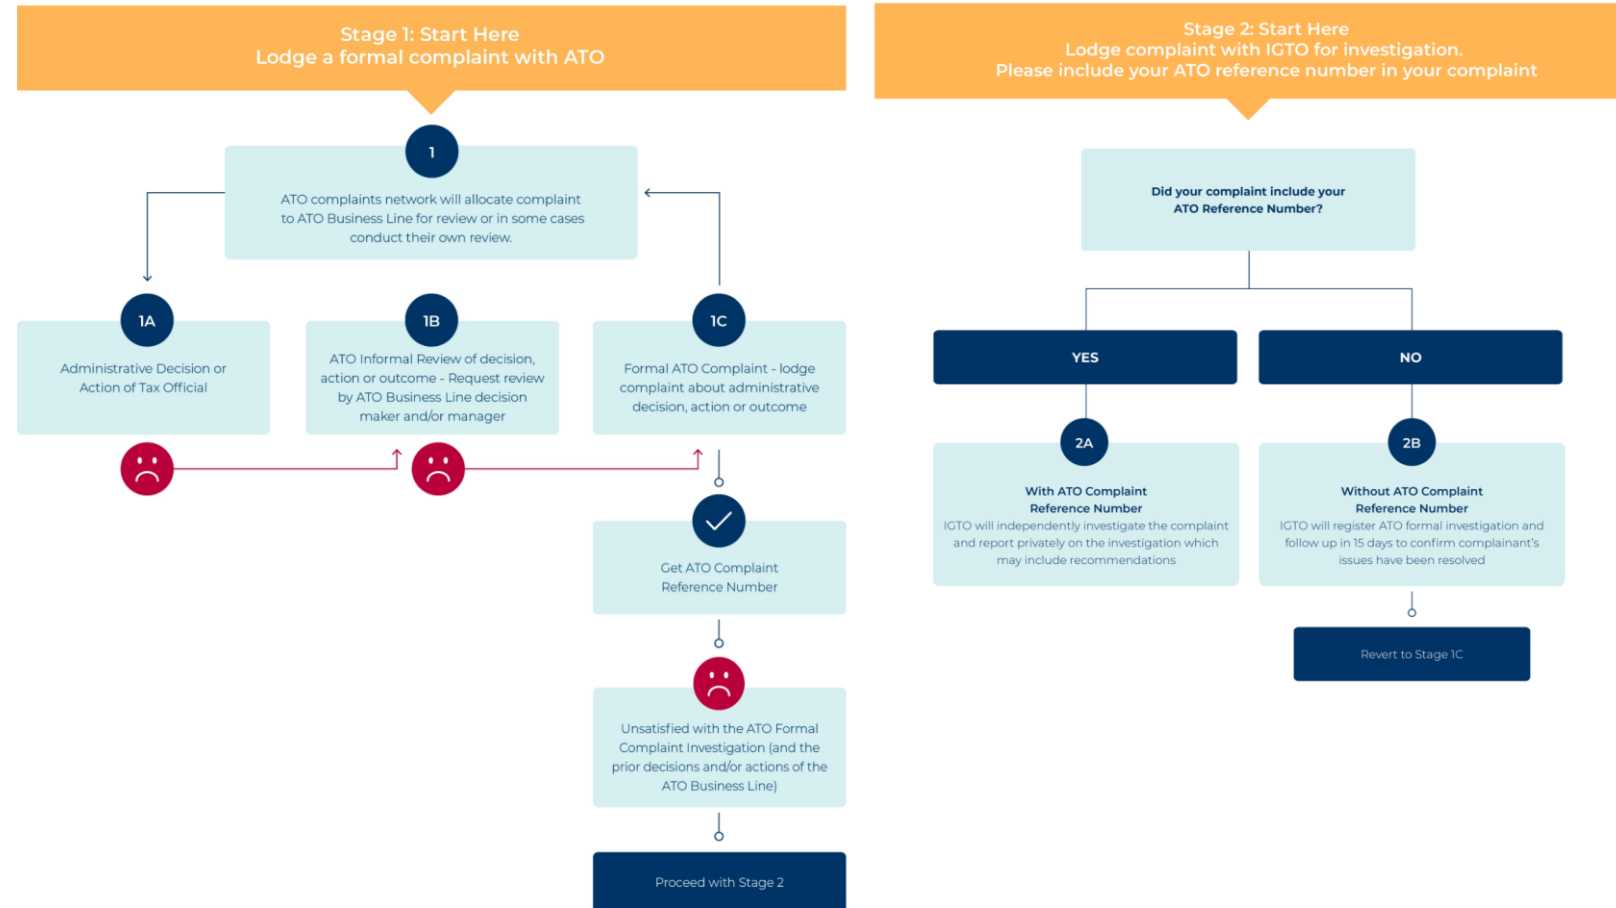 Stage 1: Start Here
Lodge a formal complaint with ATO
1
ATO complaints network will allocate complaint
to ATO Business Line for review or in some cases
conduct their own review.
1A
Administrative Decision or
Action of Tax Official
1B
ATO Informal Review of decision,
action or outcome - Request review
by ATO Business Line decision
maker and/or manager
1C
Formal ATO Complaint - lodge
complaint about administrative
decision, action or outcome
Get ATO Complaint
Reference Number
Unsatisfied with the ATO Formal
Complaint Investigation (and the
prior decisions and/or actions of the
ATO Business Line)
Proceed with Stage 2
Stage 2: Start Here
Lodge complaint with IGTO for investigation.
Please include your ATO reference number in your complaint
Did your complaint include your
ATO Reference Number?
YES
NO
2A
With ATO Complaint
Reference Number
IGTO will independently investigate the complaint
and report privately on the investigation which
may include recommendations
2B
Without ATO Complaint
Reference Number
IGTO will register ATO formal investigation and
follow up in 15 days to confirm complainant's
issues have been resolved
Revert to Stage 1C